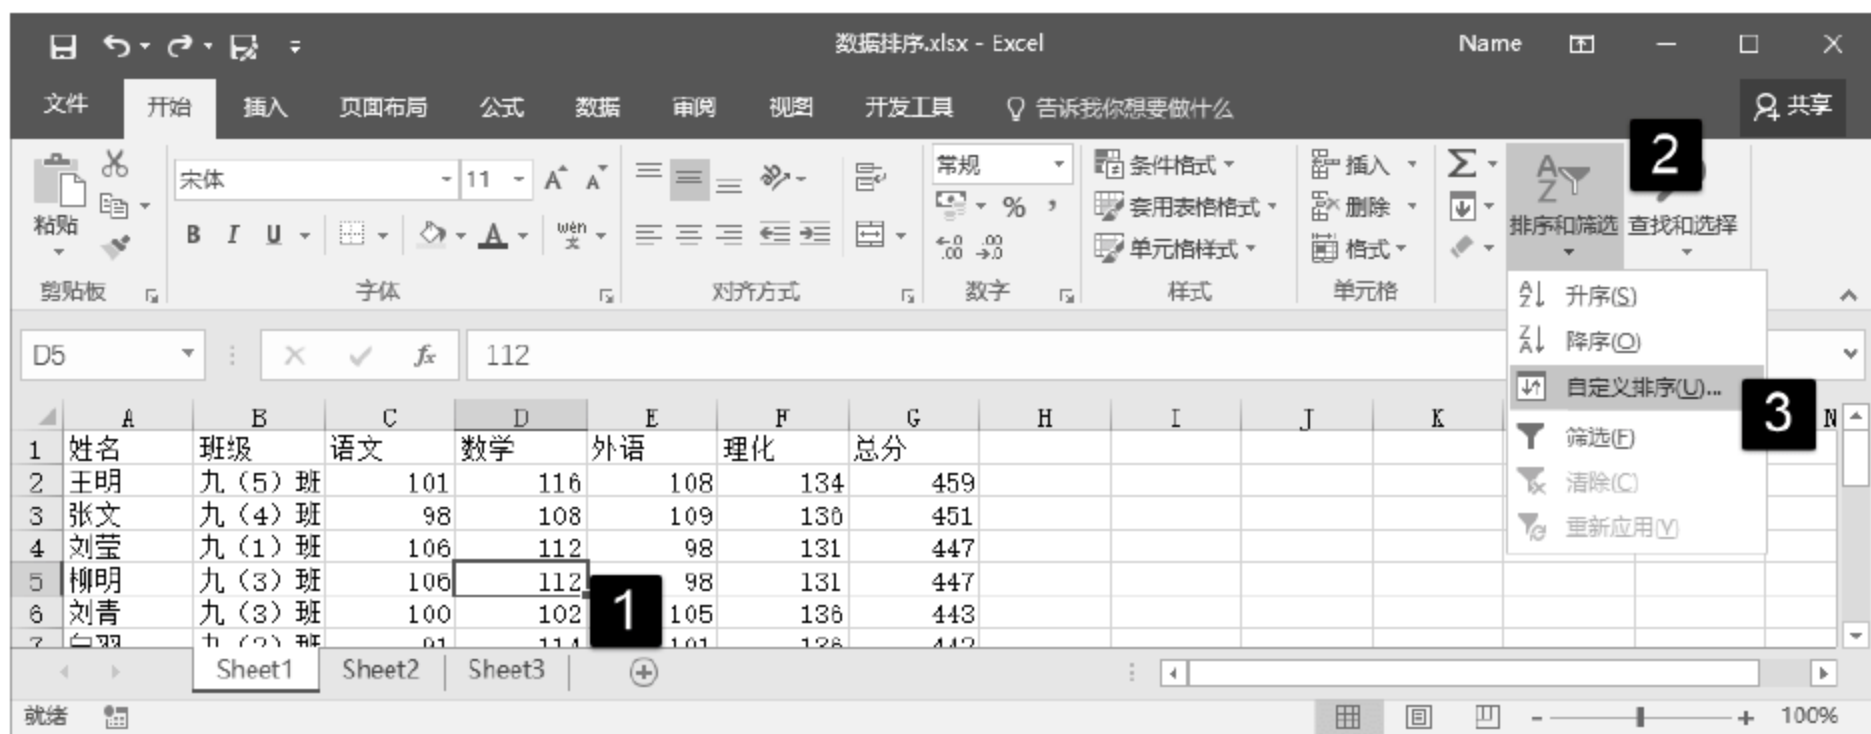 数据排序.xlsx - Excel
Name
文件 开始 插入 页面布局 公式 数据 审阅 视图 开发工具 告诉我你想要做什么 共享
粘贴
剪贴板
宋体 11
B I U
wén
文
字体
对齐方式
常规
%
数字
条件格式
套用表格格式
单元格样式
样式
插入
删除
格式
单元格
排序和筛选
查找和选择
2
升序(S)
降序(O)
自定义排序(U)...
筛选(F)
清除(C)
重新应用(Y)
3
D5 fx 112
A B C D E F G H I J K N
1 姓名 班级 语文 数学 外语 理化 总分
2 王明 九（5）班 101 116 108 134 459
3 张文 九（4）班 98 108 109 136 451
4 刘莹 九（1）班 106 112 98 131 447
5 柳明 九（3）班 106 112 98 131 447
6 刘青 九（3）班 100 102 105 136 443
1
Sheet1 Sheet2 Sheet3
就绪 100%